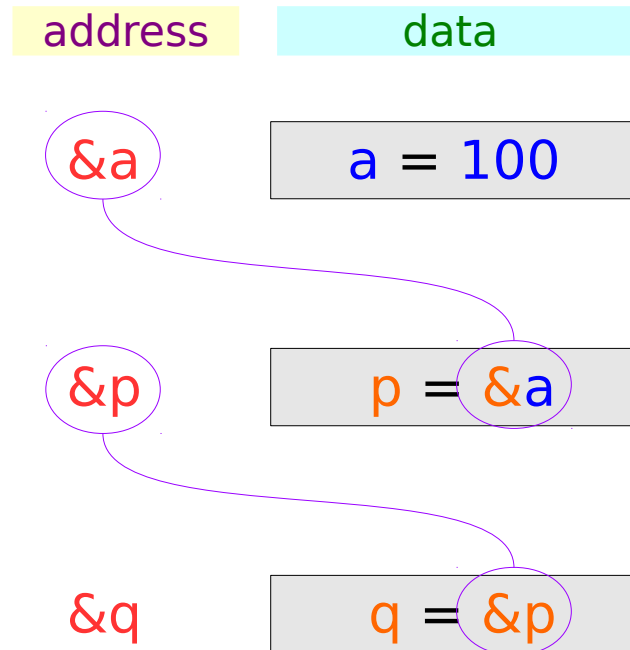 address data
&a a = 100
&p p = &a
&q q = &p